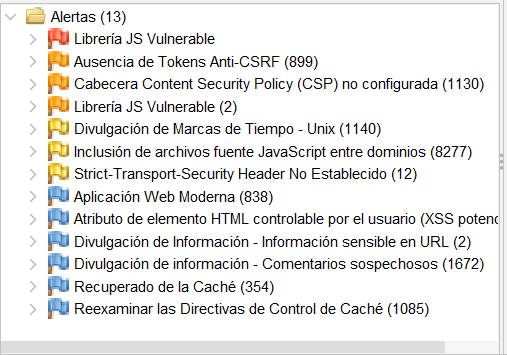 Alertas (13)
Librería JS Vulnerable
Ausencia de Tokens Anti-CSRF (899)
Cabecera Content Security Policy (CSP) no configurada (1130)
Librería JS Vulnerable (2)
Divulgación de Marcas de Tiempo - Unix (1140)
Inclusión de archivos fuente JavaScript entre dominios (8277)
Strict-Transport-Security Header No Establecido (12)
Aplicación Web Moderna (838)
Atributo de elemento HTML controlable por el usuario (XSS potenc
Divulgación de Información - Información sensible en URL (2)
Divulgación de información - Comentarios sospechosos (1672)
Recuperado de la Caché (354)
Reexaminar las Directivas de Control de Caché (1085)